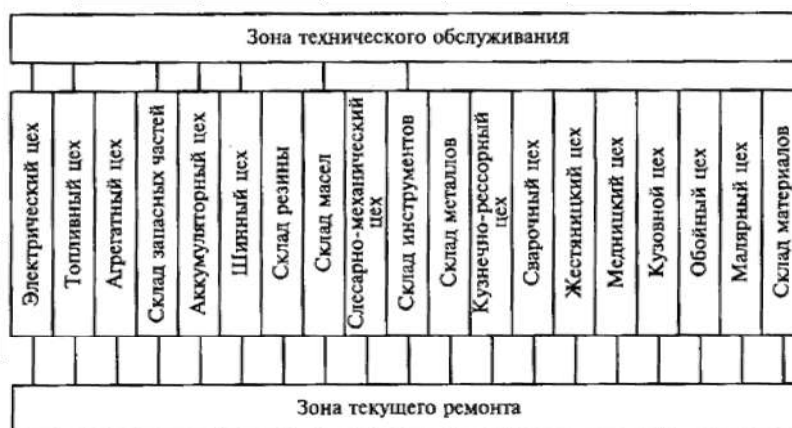 Зона технического обслуживания
Электрический цех
Топливный цех
Агрегатный цех
Склад запасных частей
Аккумуляторный цех
Шинный цех
Склад резины
Склад масел
Слесарно-механический
цех
Склад инструментов
Склад металлов
Кузнечно-рессорный
цех
Сварочный цех
Жестяницкий цех
Медницкий цех
Кузовной цех
Обойный цех
Малярный цех
Склад материалов
Зона текущего ремонта